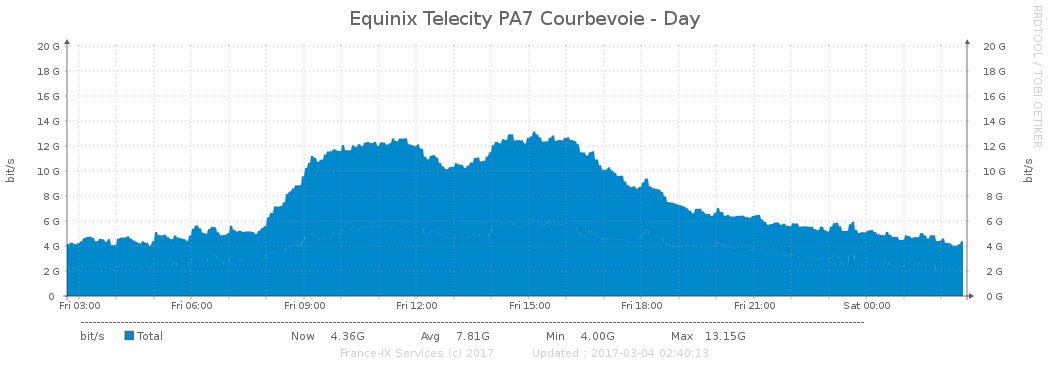 Equinix Telecity PA7 Courbevoie - Day
RRDTOOL / TOBI OETIKER
bit/s
bit/s
20 G 20 G
18 G 18 G
16 G 16 G
14 G 14 G
12 G 12 G
10 G 10 G
8 G 8 G
6 G 6 G
4 G 4 G
2 G 2 G
0 0 G
Fri 03:00 Fri 06:00 Fri 09:00 Fri 12:00 Fri 15:00 Fri 18:00 Fri 21:00 Sat 00:00
bit/s Total Now 4.36G Avg 7.81G Min 4.00G Max 13.15G
France-IX Services (c) 2017 Updated : 2017-03-04 02:40:13